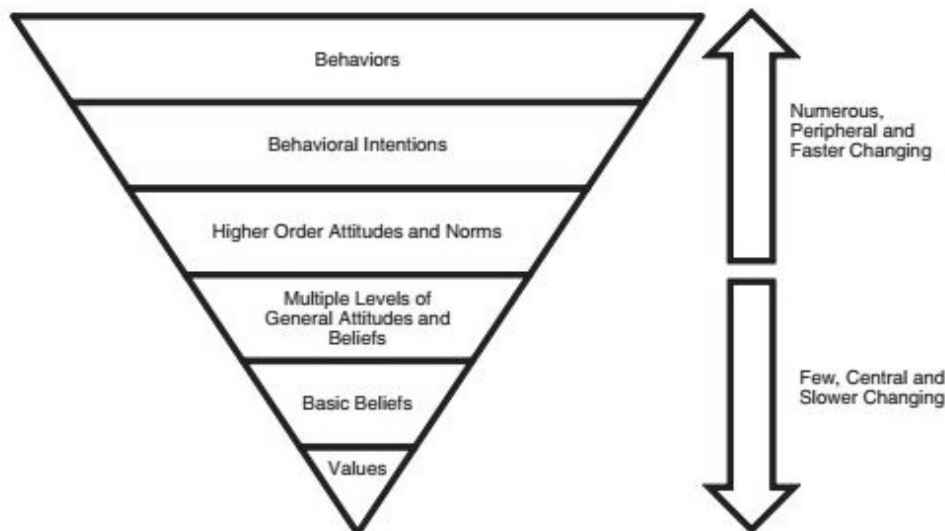 Behaviors
Behavioral Intentions
Higher Order Attitudes and Norms
Multiple Levels of
General Attitudes and
Beliefs
Basic Beliefs
Values
Numerous,
Peripheral and
Faster Changing
Few, Central and
Slower Changing